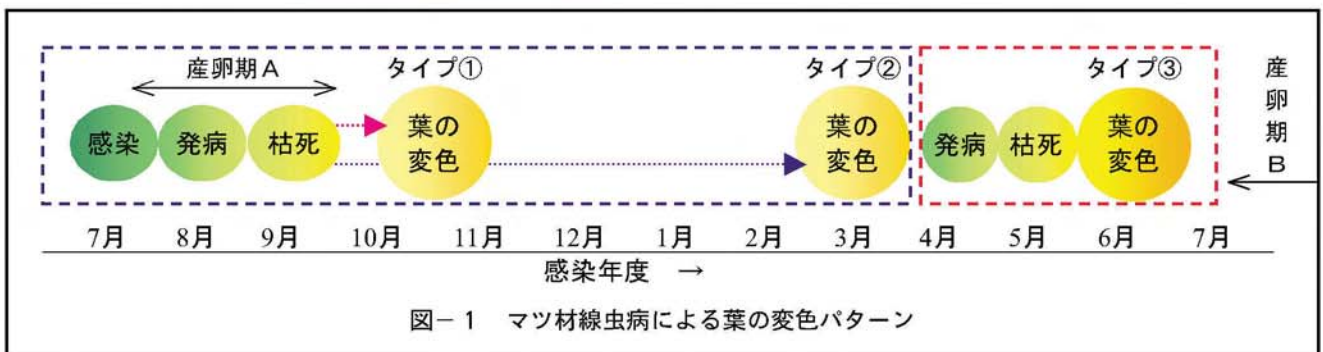 産卵期A
タイプ①
タイプ②
タイプ③
感染
発病
枯死
葉の
変色
葉の
変色
発病
枯死
葉の
変色
産
卵
期
B
7月 8月 9月 10月 11月 12月 1月 2月 3月 4月 5月 6月 7月
感染年度 →
図−1 マツ材線虫病による葉の変色パターン